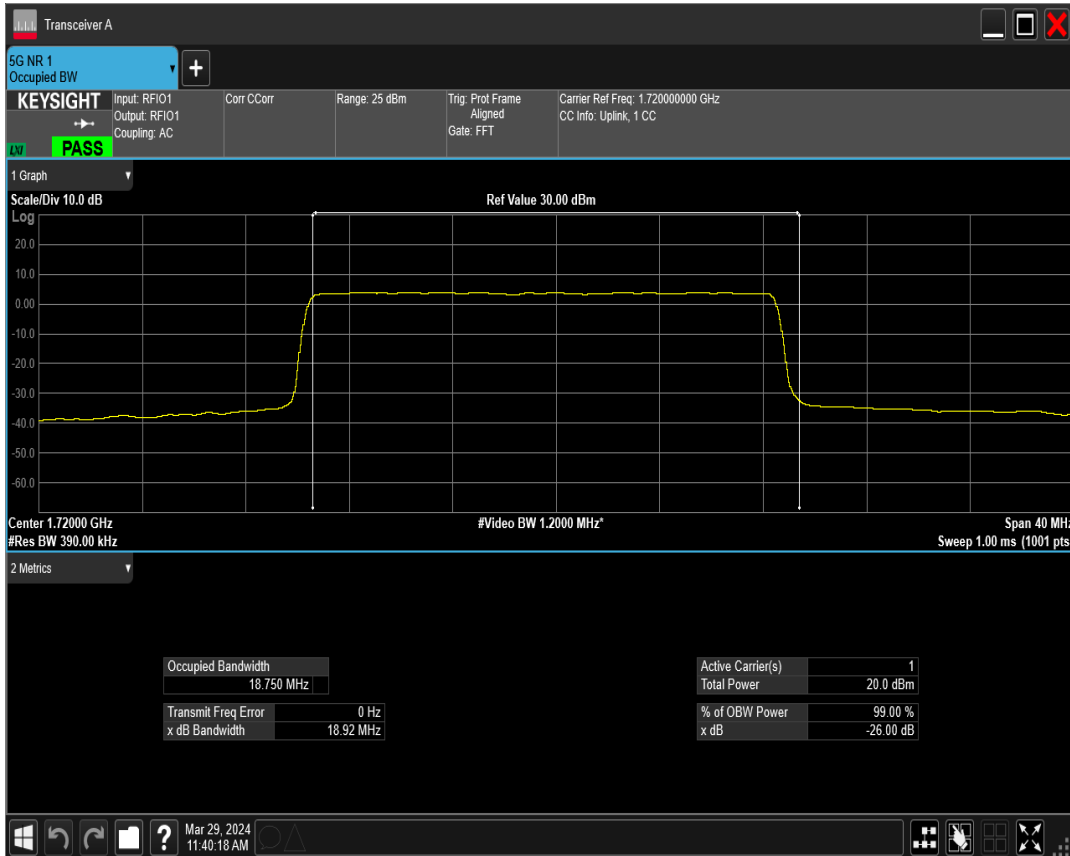 Transceiver A
5G NR 1
Occupied BW
KEYSIGHT
LXI
PASS
Input: RFIO1
Output: RFIO1
Coupling: AC
Corr CCorr
Range: 25 dBm
Trig: Prot Frame
Aligned
Gate: FFT
Carrier Ref Freq: 1.720000000 GHz
CC Info: Uplink, 1 CC
1 Graph
Scale/Div 10.0 dB
Ref Value 30.00 dBm
Log
20.0
10.0
0.00
-10.0
-20.0
-30.0
-40.0
-50.0
-60.0
Center 1.72000 GHz
#Video BW 1.2000 MHz*
Span 40 MHz
#Res BW 390.00 kHz
Sweep 1.00 ms (1001 pts
2 Metrics
Occupied Bandwidth
18.750 MHz
Transmit Freq Error 0 Hz
x dB Bandwidth 18.92 MHz
Active Carrier(s) 1
Total Power 20.0 dBm
% of OBW Power 99.00 %
x dB -26.00 dB
?
Mar 29, 2024
11:40:18 AM